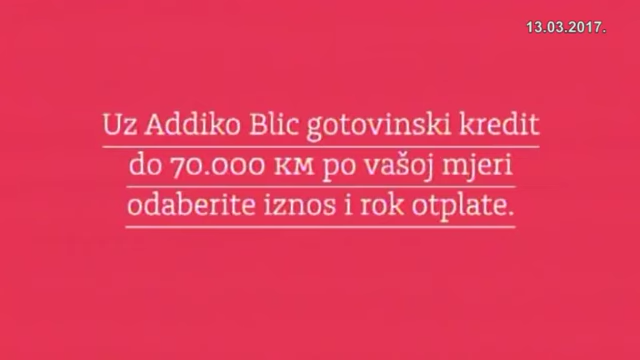 13.03.2017.
Uz Addiko Blic gotovinski kredit
do 70.000 KM po vašoj mjeri
odaberite iznos i rok otplate.